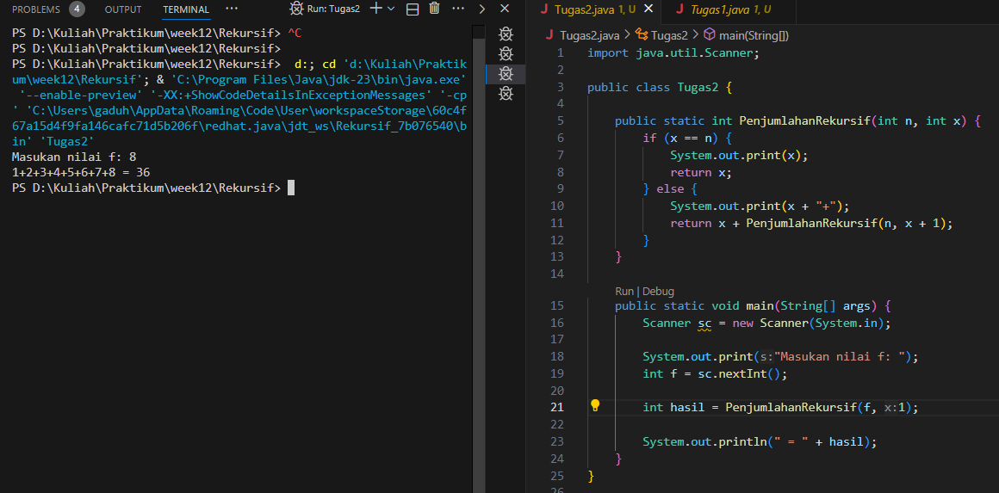 PROBLEMS 4 OUTPUT TERMINAL ··· Run: Tugas2 ···
PS D:\Kuliah\Praktikum\week12\Rekursif> ^C
PS D:\Kuliah\Praktikum\week12\Rekursif>
PS D:\Kuliah\Praktikum\week12\Rekursif>  d:; cd 'd:\Kuliah\Praktik
um\week12\Rekursif'; & 'C:\Program Files\Java\jdk-23\bin\java.exe'
 '--enable-preview' '-XX:+ShowCodeDetailsInExceptionMessages' '-cp
' 'C:\Users\gaduh\AppData\Roaming\Code\User\workspaceStorage\60c4f
67a15d4f9fa146cafc71d5b206f\redhat.java\jdt_ws\Rekursif_7b076540\b
in' 'Tugas2'
Masukan nilai f: 8
1+2+3+4+5+6+7+8 = 36
PS D:\Kuliah\Praktikum\week12\Rekursif>
J Tugas2.java 1, U J Tugas1.java 1, U
J Tugas2.java > Tugas2 > main(String[])
1 import java.util.Scanner;
2
3 public class Tugas2 {
4
5 public static int PenjumlahanRekursif(int n, int x) {
6 if (x == n) {
7 System.out.print(x);
8 return x;
9 } else {
10 System.out.print(x + "+");
11 return x + PenjumlahanRekursif(n, x + 1);
12 }
13 }
14
Run | Debug
15 public static void main(String[] args) {
16 Scanner sc = new Scanner(System.in);
17
18 System.out.print(s:"Masukan nilai f: ");
19 int f = sc.nextInt();
20
21 int hasil = PenjumlahanRekursif(f, x:1);
22
23 System.out.println(" = " + hasil);
24 }
25 }
26